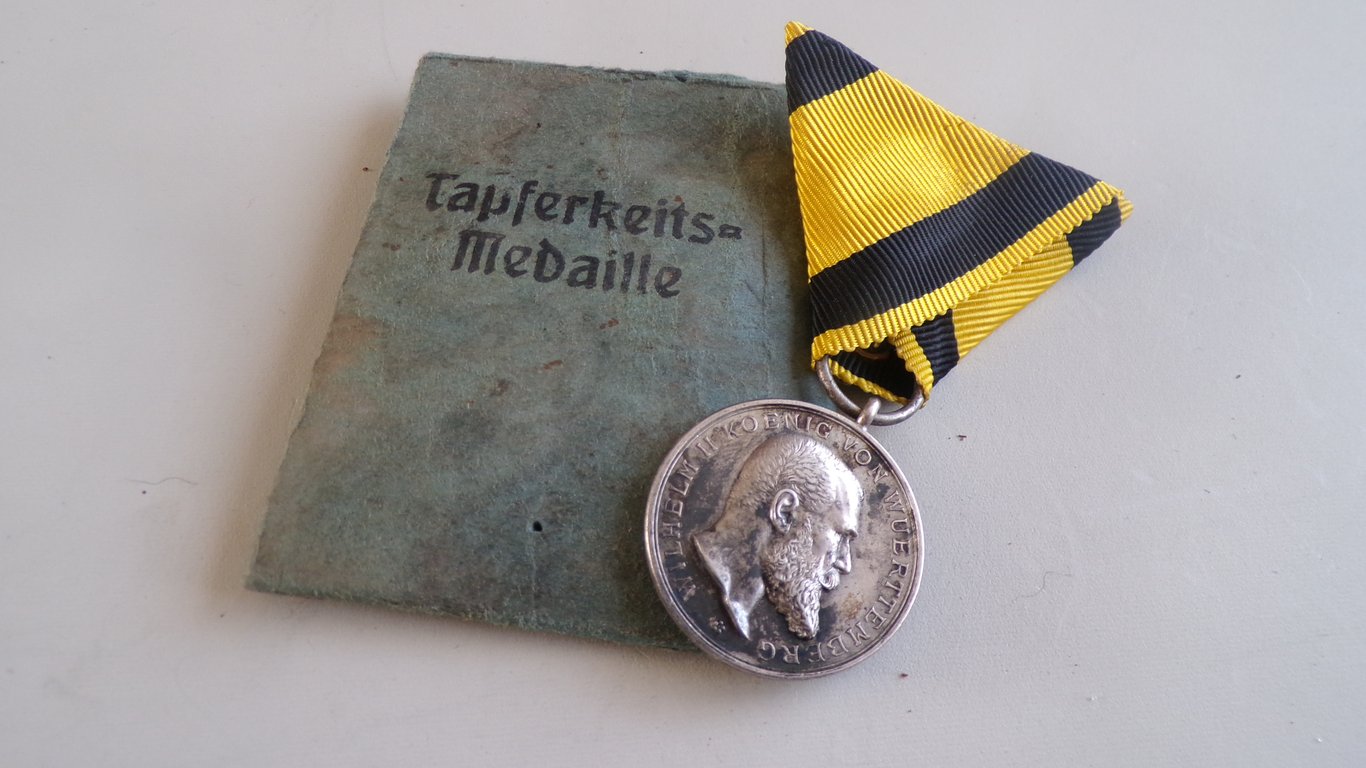 Tapferkeits=
Medaille
WILHELM II KOENIG VON WUERTTEMBERG